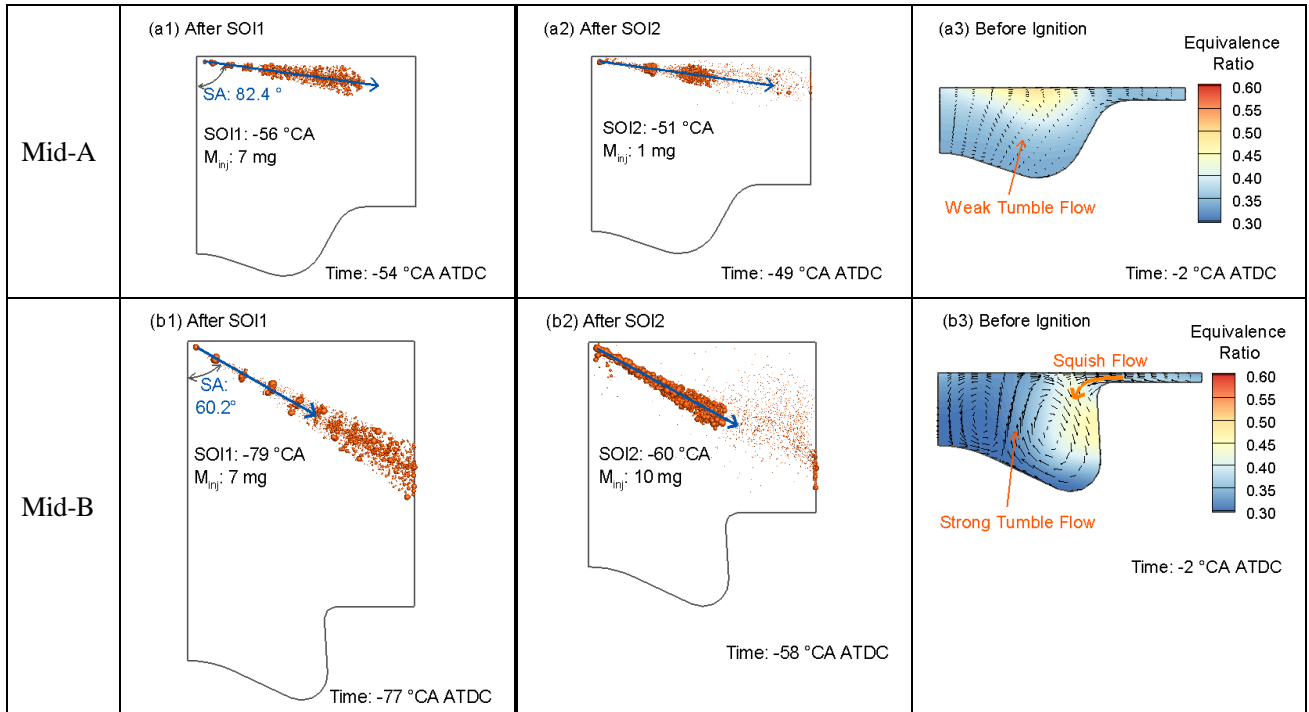 Mid-A
(a1) After SOI1
SA: 82.4 °
SOI1: -56 °CA
Minj: 7 mg
Time: -54 °CA ATDC
(a2) After SOI2
SOI2: -51 °CA
Minj: 1 mg
Time: -49 °CA ATDC
(a3) Before Ignition
Equivalence
Ratio
0.60
0.55
0.50
0.45
0.40
0.35
0.30
Weak Tumble Flow
Time: -2 °CA ATDC
Mid-B
(b1) After SOI1
SA:
60.2°
SOI1: -79 °CA
Minj: 7 mg
Time: -77 °CA ATDC
(b2) After SOI2
SOI2: -60 °CA
Minj: 10 mg
Time: -58 °CA ATDC
(b3) Before Ignition
Equivalence
Ratio
Squish Flow
0.60
0.55
0.50
0.45
0.40
0.35
0.30
Strong Tumble Flow
Time: -2 °CA ATDC